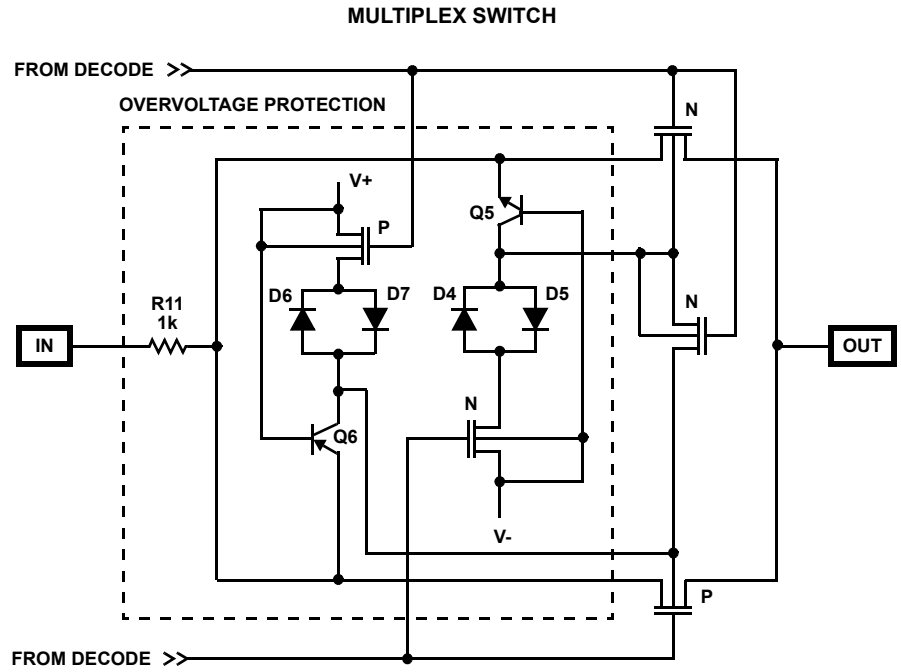 MULTIPLEX SWITCH
FROM DECODE
OVERVOLTAGE PROTECTION
N
V+
Q5
P
D6
D7
D4
D5
N
R11
1k
IN
OUT
N
Q6
V-
P
FROM DECODE